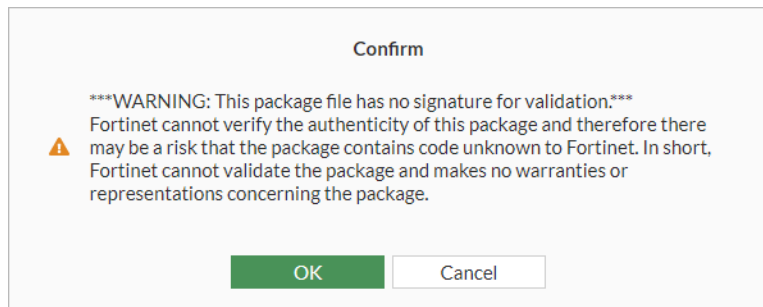 Confirm
***WARNING: This package file has no signature for validation.***
Fortinet cannot verify the authenticity of this package and therefore there
may be a risk that the package contains code unknown to Fortinet. In short,
Fortinet cannot validate the package and makes no warranties or
representations concerning the package.
OK Cancel